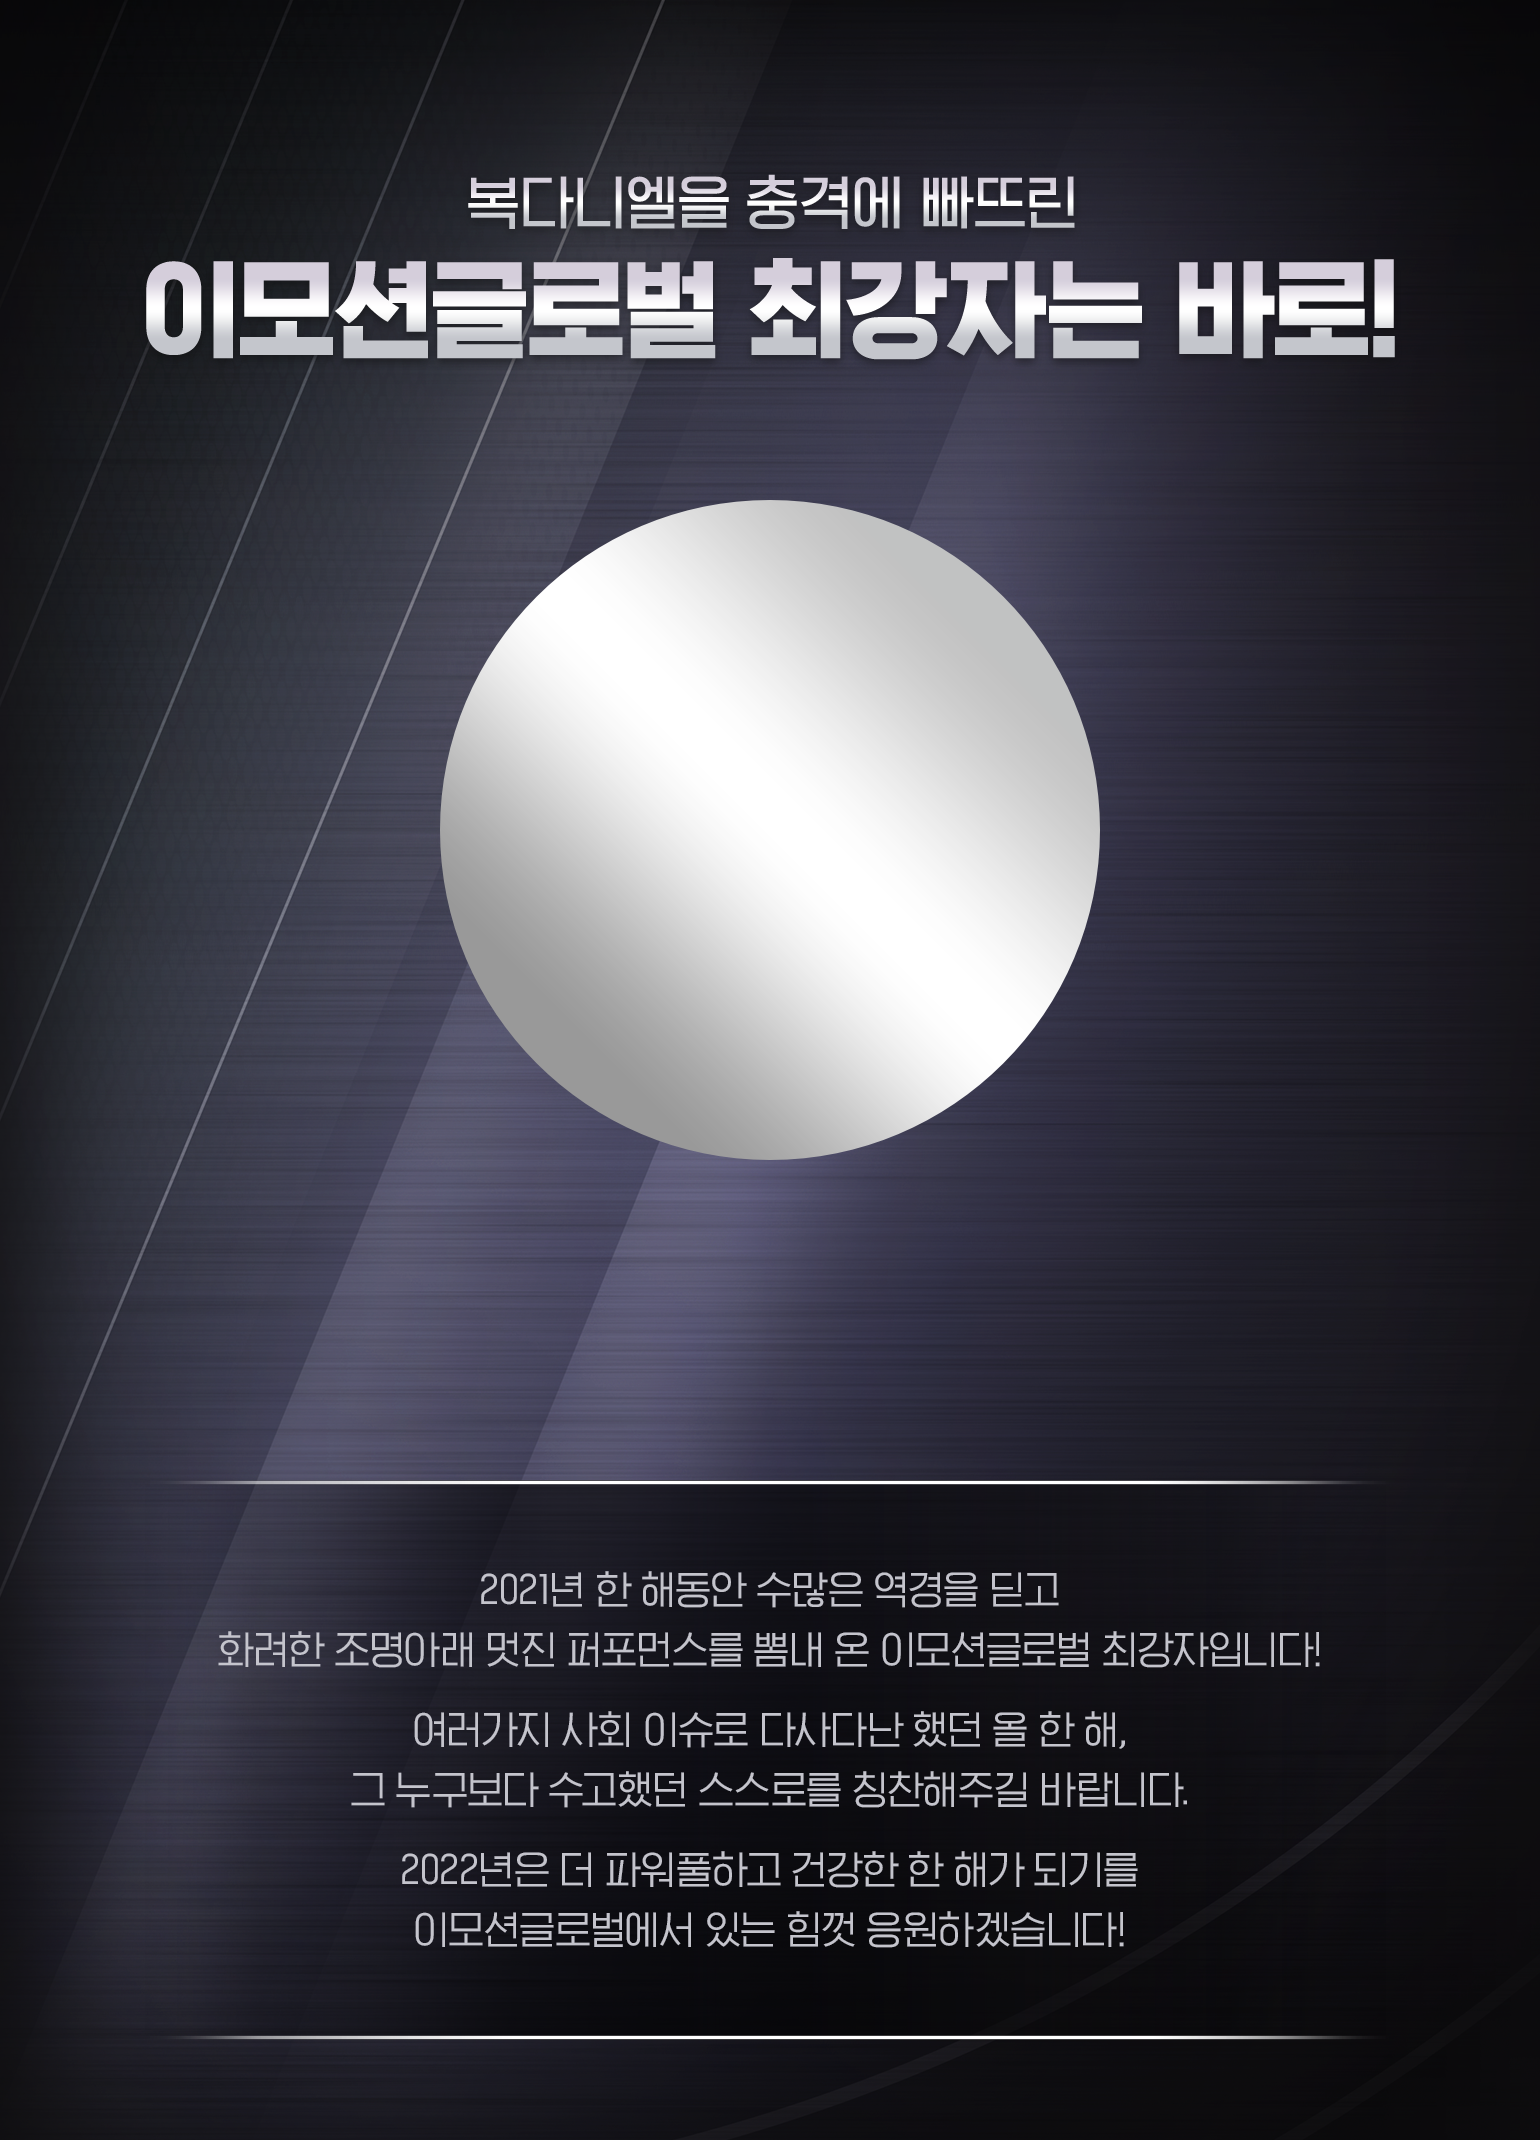 복다니엘을 충격에 빠뜨린
이모션글로벌 최강자는 바로!
2021년 한 해동안 수많은 역경을 딛고
화려한 조명아래 멋진 퍼포먼스를 뽐내 온 이모션글로벌 최강자입니다!
여러가지 사회 이슈로 다사다난 했던 올 한 해,
그 누구보다 수고했던 스스로를 칭찬해주길 바랍니다.
2022년은 더 파워풀하고 건강한 한 해가 되기를
이모션글로벌에서 있는 힘껏 응원하겠습니다!